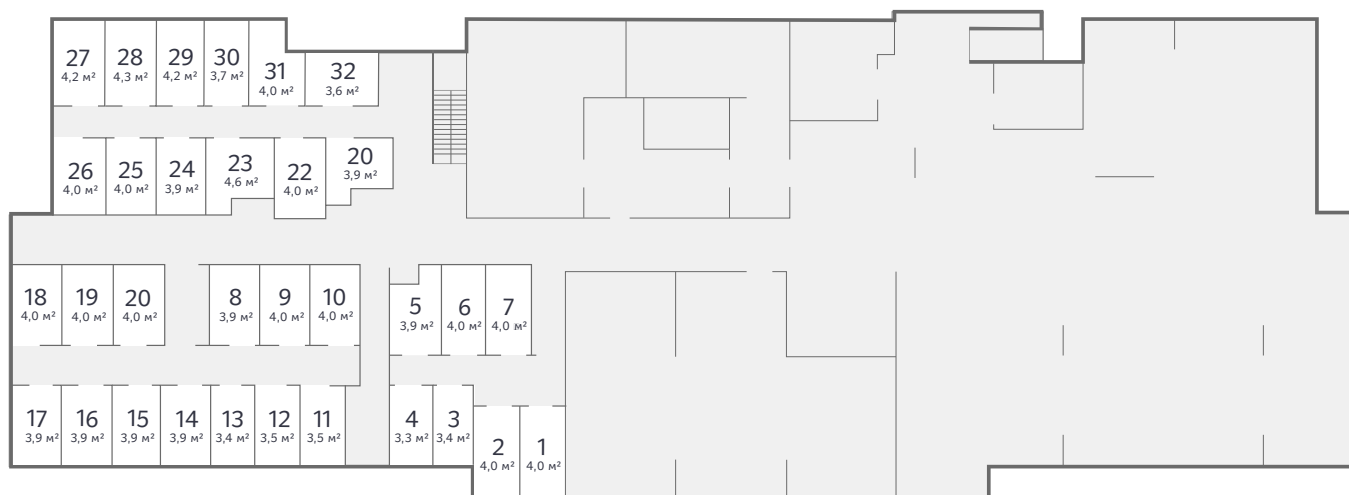 27
4,2 м²
28
4,3 м²
29
4,2 м²
30
3,7 м²
31
4,0 м²
32
3,6 м²
26
4,0 м²
25
4,0 м²
24
3,9 м²
23
4,6 м²
22
4,0 м²
20
3,9 м²
18
4,0 м²
19
4,0 м²
20
4,0 м²
8
3,9 м²
9
4,0 м²
10
4,0 м²
5
3,9 м²
6
4,0 м²
7
4,0 м²
17
3,9 м²
16
3,9 м²
15
3,9 м²
14
3,9 м²
13
3,4 м²
12
3,5 м²
11
3,5 м²
4
3,3 м²
3
3,4 м²
2
4,0 м²
1
4,0 м²